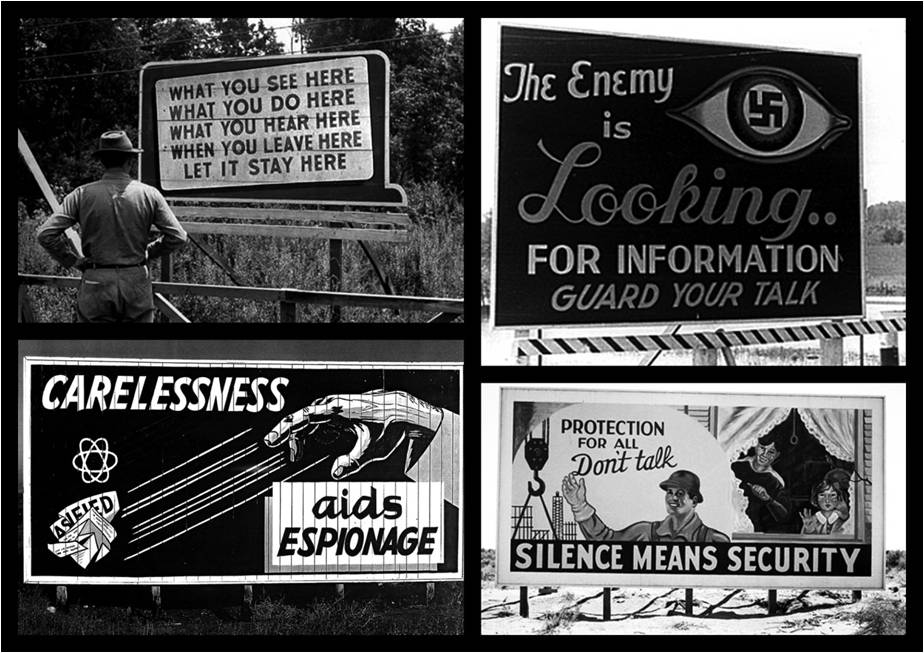 WHAT YOU SEE HERE
WHAT YOU DO HERE
WHAT YOU HEAR HERE
WHEN YOU LEAVE HERE
LET IT STAY HERE
The Enemy
is
Looking..
FOR INFORMATION
GUARD YOUR TALK
CARELESSNESS
ASIFIED
aids
ESPIONAGE
PROTECTION
FOR ALL
Don't talk
SILENCE MEANS SECURITY